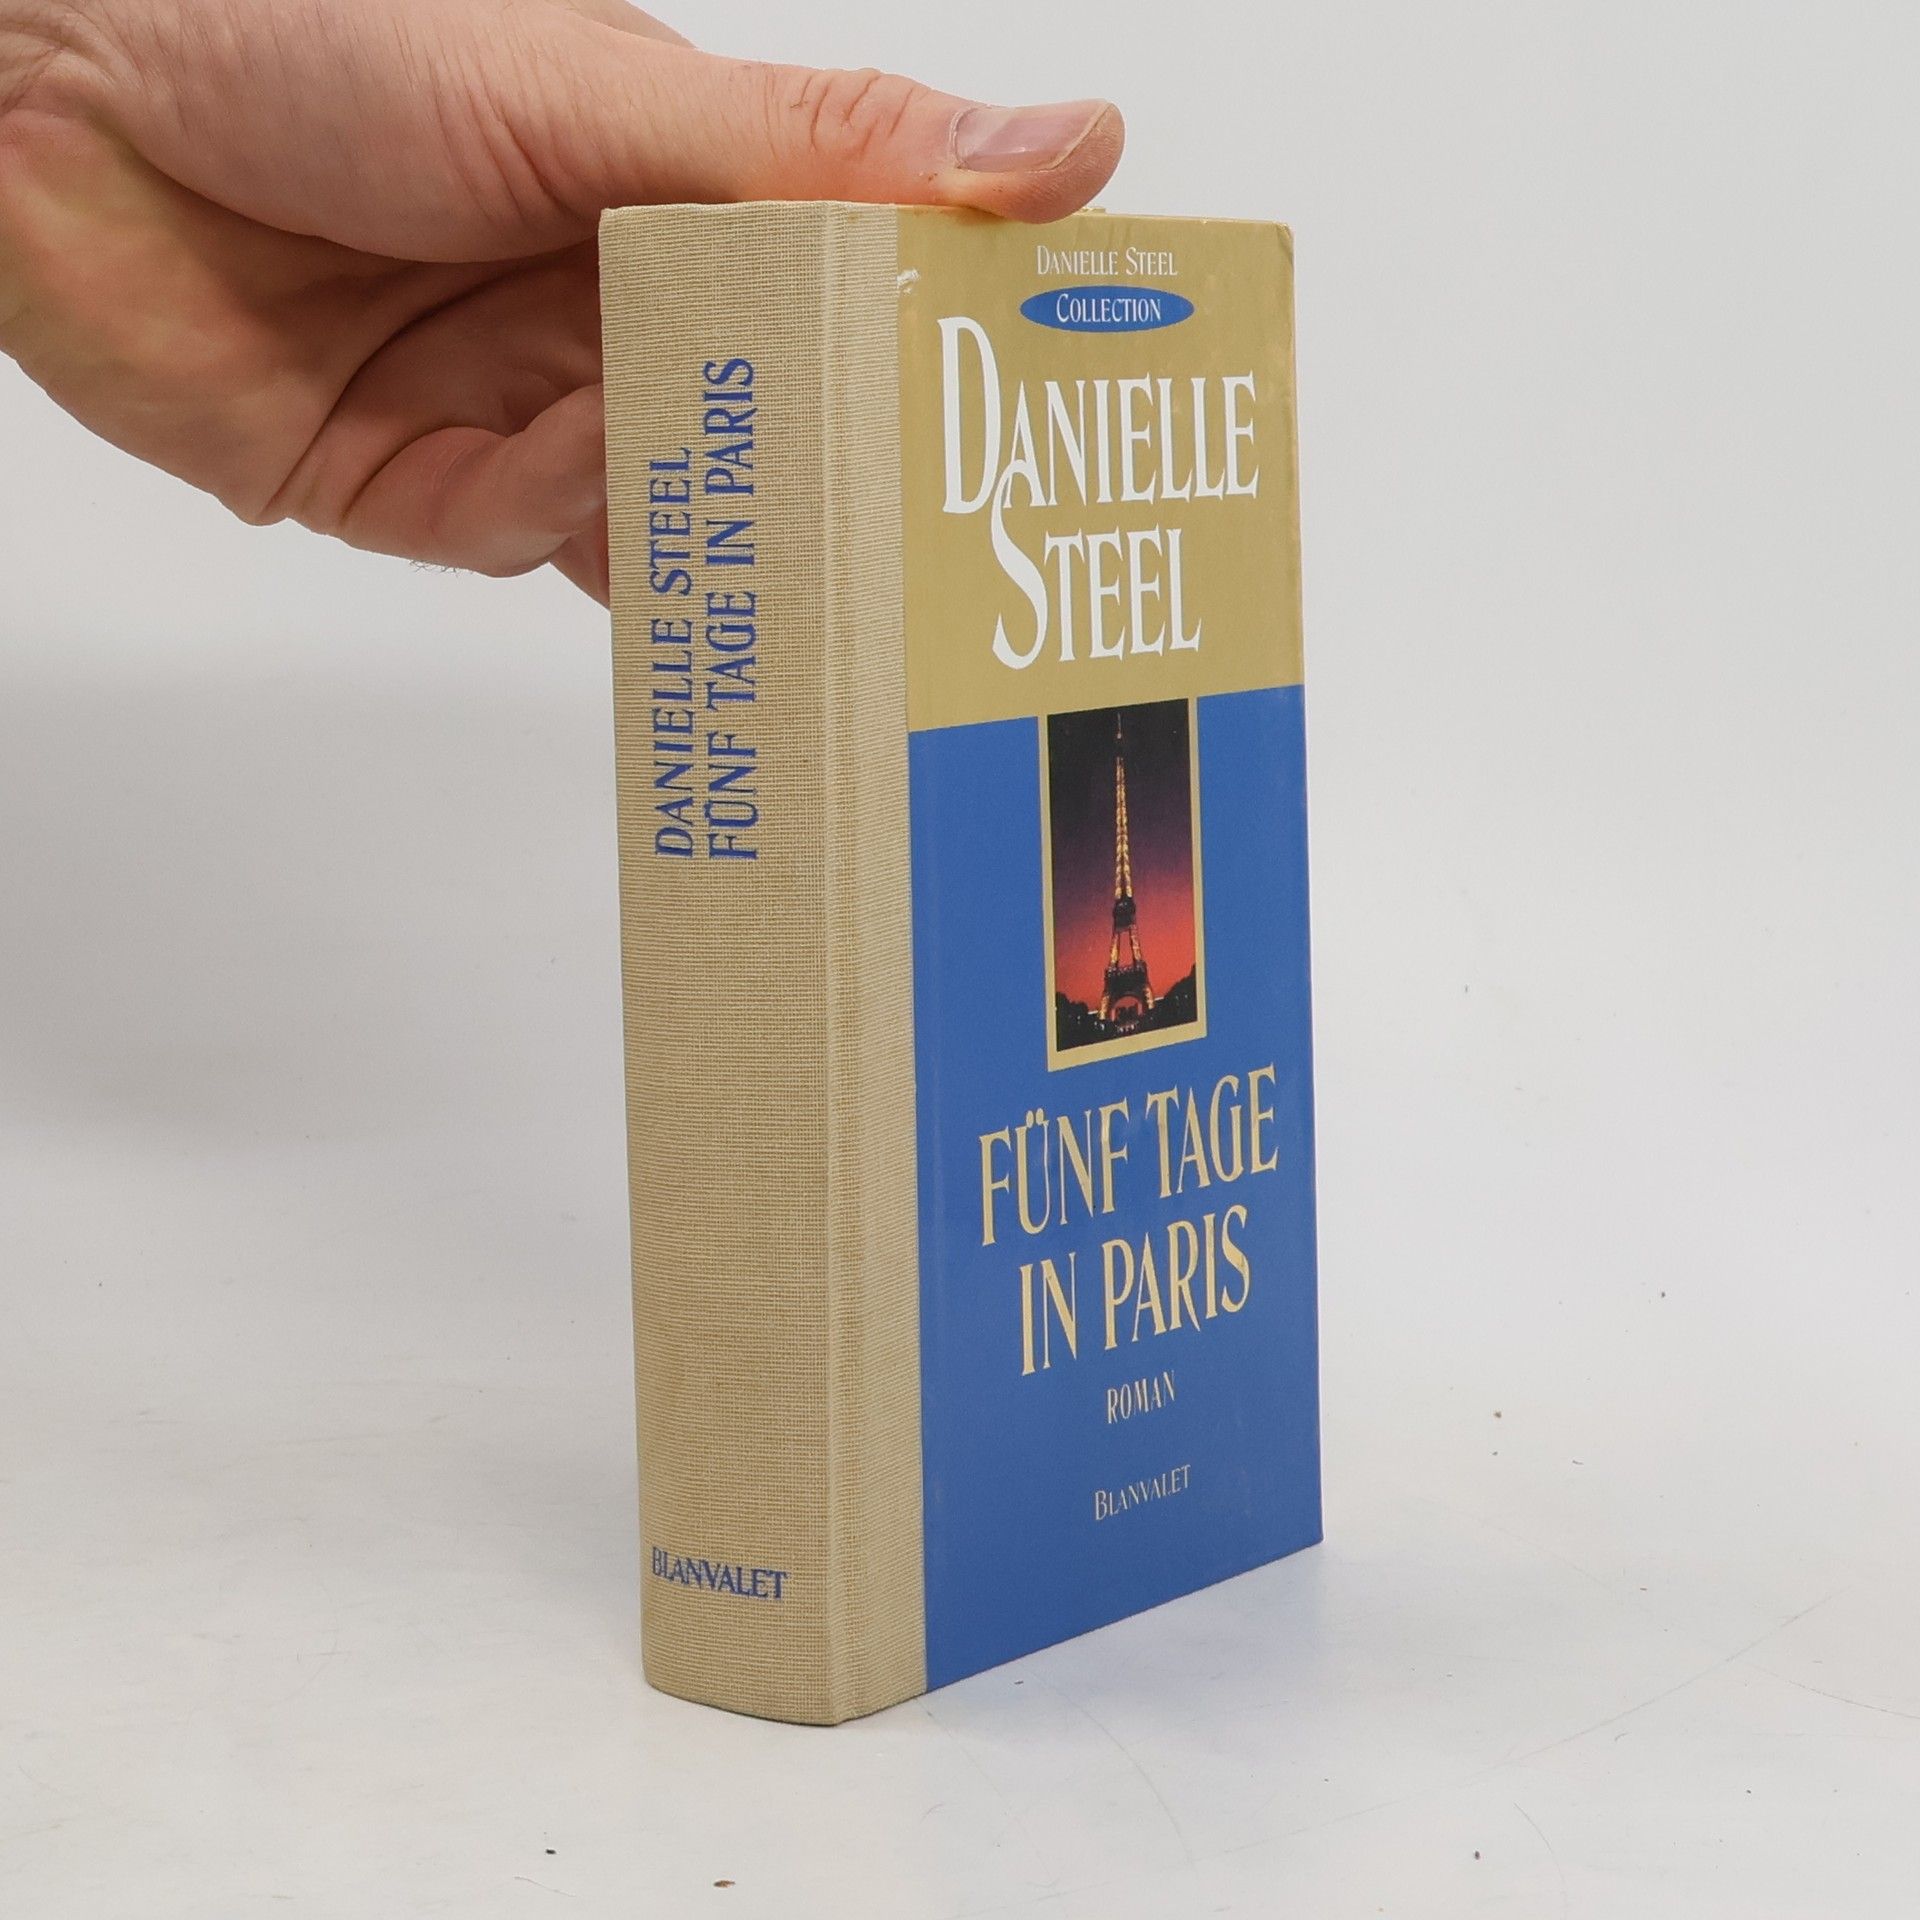 DANIELLE STEEL
FÜNF TAGE IN PARIS
BLANVALET
DANIELLE STEEL
COLLECTION
DANIELLE
STEEL
FÜNF TAGE
IN PARIS
ROMAN
BLANVALET